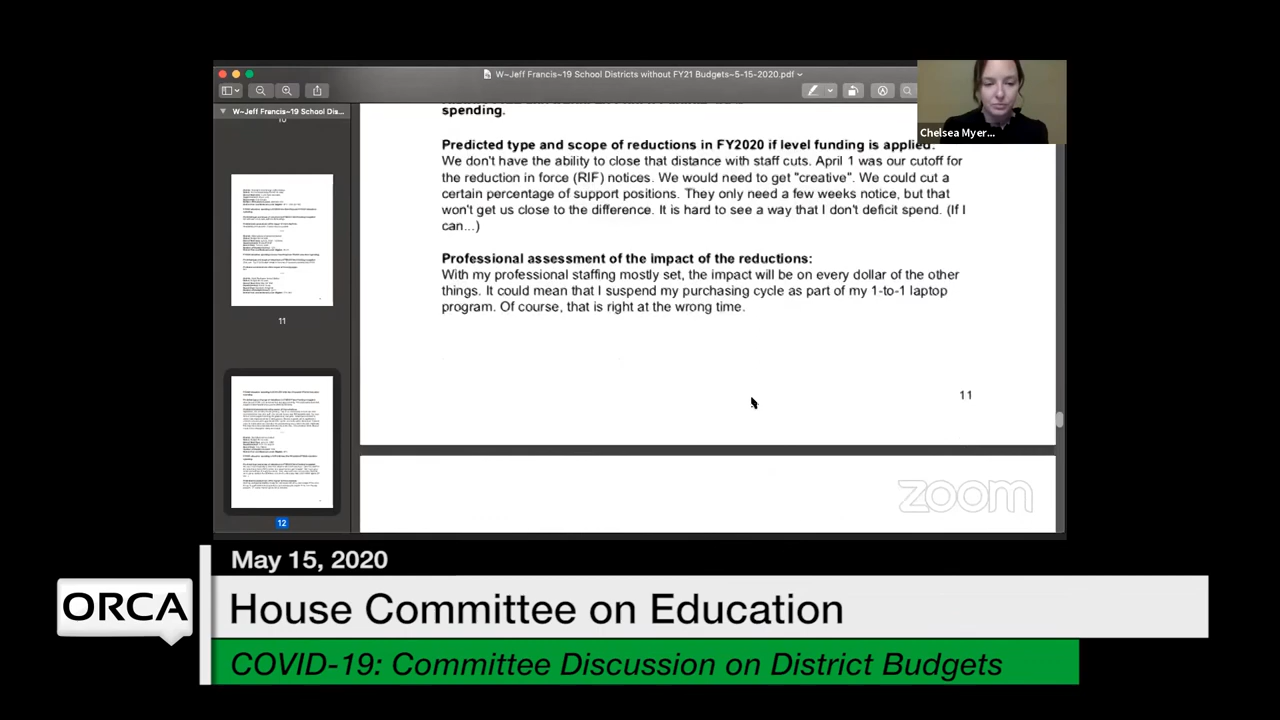 W~Jeff Francis~19 School Districts without FY21 Budgets~5-15-2020.pdf
W~Jeff Francis~19 School Dis...
spending.
Predicted type and scope of reductions in FY2020 if level funding is applied:
We don't have the ability to close that distance with staff cuts. April 1 was our cutoff for
the reduction in force (RIF) notices. We would need to get "creative". We could cut a
certain percentage of support positions that only need a few weeks notice, but that
won't get us close to the difference. It is hard to see a way that I don't deficit spend. (If I
can...)
Professional assessment of the impact of the reductions:
With my professional staffing mostly set, the impact will be on every dollar of the other
things. It could mean that I suspend my purchasing cycle as part of my 1-to-1 laptop
program. Of course, that is right at the wrong time.
11
11
12
Chelsea Myer...
zoom
May 15, 2020
ORCA
House Committee on Education
COVID-19: Committee Discussion on District Budgets